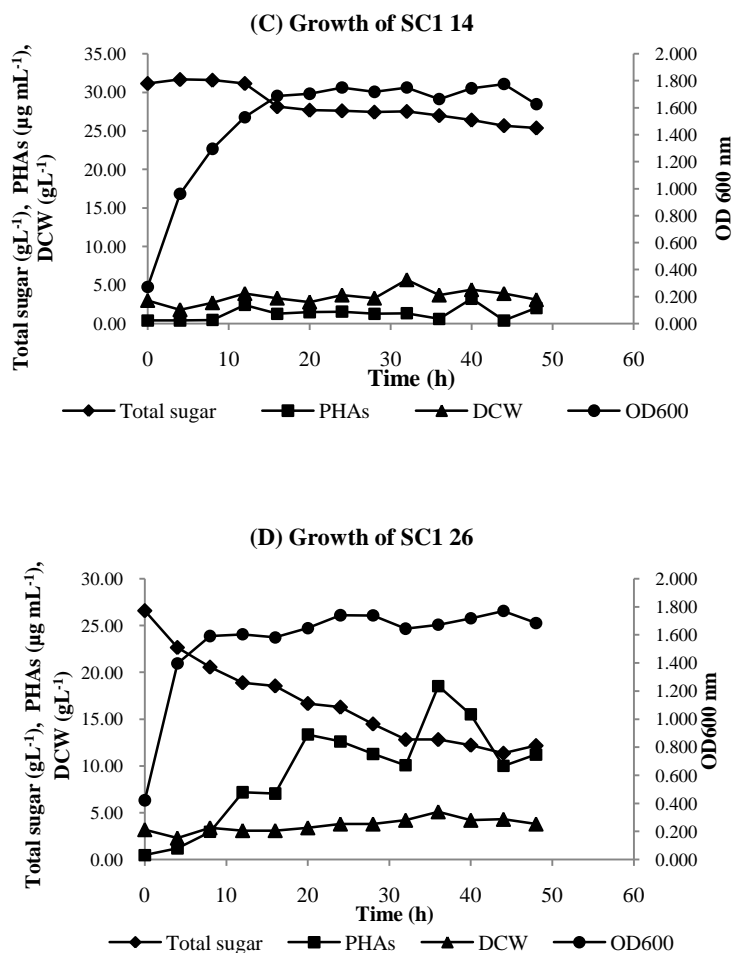 (C) Growth of SC1 14
Total sugar (gL-1), PHAs (µg mL-1),
DCW (gL-1)
35.00
30.00
25.00
20.00
15.00
10.00
5.00
0.00
2.000
1.800
1.600
1.400
1.200
1.000
0.800
0.600
0.400
0.200
0.000
OD 600 nm
0 10 20 30 40 50 60
Time (h)
Total sugar PHAs DCW OD600
(D) Growth of SC1 26
Total sugar (gL-1), PHAs (µg mL-1),
DCW (gL-1)
30.00
25.00
20.00
15.00
10.00
5.00
0.00
2.000
1.800
1.600
1.400
1.200
1.000
0.800
0.600
0.400
0.200
0.000
OD600 nm
0 10 20 30 40 50 60
Time (h)
Total sugar PHAs DCW OD600